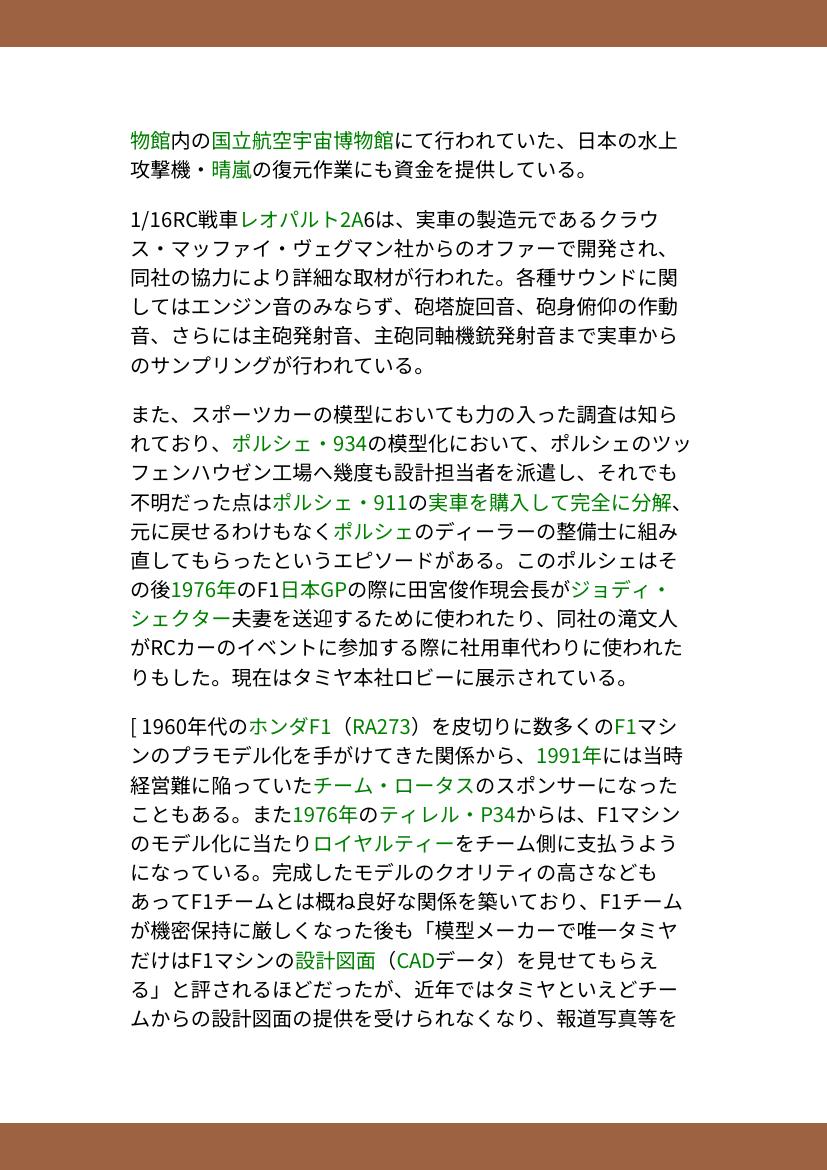 物館内の国立航空宇宙博物館にて行われていた、日本の水上
攻撃機・晴嵐の復元作業にも資金を提供している。
1/16RC戦車レオパルト2A6は、実車の製造元であるクラウ
ス・マッファイ・ヴェグマン社からのオファーで開発され、
同社の協力により詳細な取材が行われた。各種サウンドに関
してはエンジン音のみならず、砲塔旋回音、砲身俯仰の作動
音、さらには主砲発射音、主砲同軸機銃発射音まで実車から
のサンプリングが行われている。
また、スポーツカーの模型においても力の入った調査は知ら
れており、ポルシェ・934の模型化において、ポルシェのツッ
フェンハウゼン工場へ幾度も設計担当者を派遣し、それでも
不明だった点はポルシェ・911の実車を購入して完全に分解、
元に戻せるわけもなくポルシェのディーラーの整備士に組み
直してもらったというエピソードがある。このポルシェはそ
の後1976年のF1日本GPの際に田宮俊作現会長がジョディ・
シェクター夫妻を送迎するために使われたり、同社の滝文人
がRCカーのイベントに参加する際に社用車代わりに使われた
りもした。現在はタミヤ本社ロビーに展示されている。
[ 1960年代のホンダF1（RA273）を皮切りに数多くのF1マシ
ンのプラモデル化を手がけてきた関係から、1991年には当時
経営難に陥っていたチーム・ロータスのスポンサーになった
こともある。また1976年のティレル・P34からは、F1マシン
のモデル化に当たりロイヤルティーをチーム側に支払うよう
になっている。完成したモデルのクオリティの高さなども
あってF1チームとは概ね良好な関係を築いており、F1チーム
が機密保持に厳しくなった後も「模型メーカーで唯一タミヤ
だけはF1マシンの設計図面（CADデータ）を見せてもらえ
る」と評されるほどだったが、近年ではタミヤといえどチー
ムからの設計図面の提供を受けられなくなり、報道写真等を